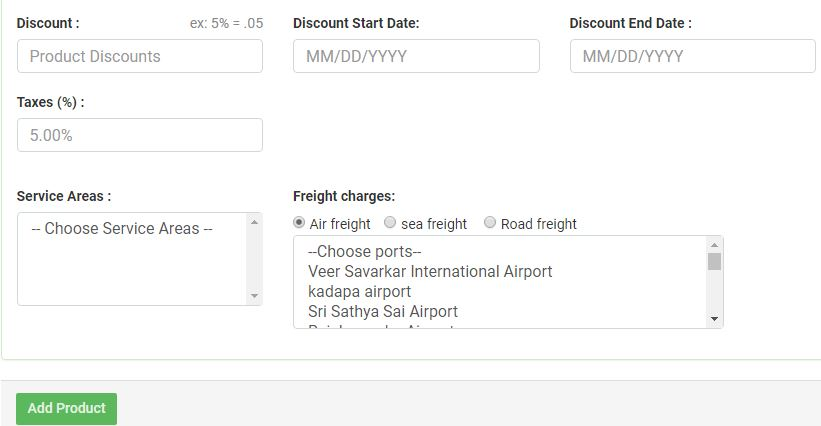 Discount : ex: 5% = .05 Discount Start Date: Discount End Date :
Product Discounts MM/DD/YYYY MM/DD/YYYY
Taxes (%) :
5.00%
Service Areas : Freight charges:
Air freight sea freight Road freight
-- Choose Service Areas --
--Choose ports--
Veer Savarkar International Airport
kadapa airport
Sri Sathya Sai Airport
Add Product